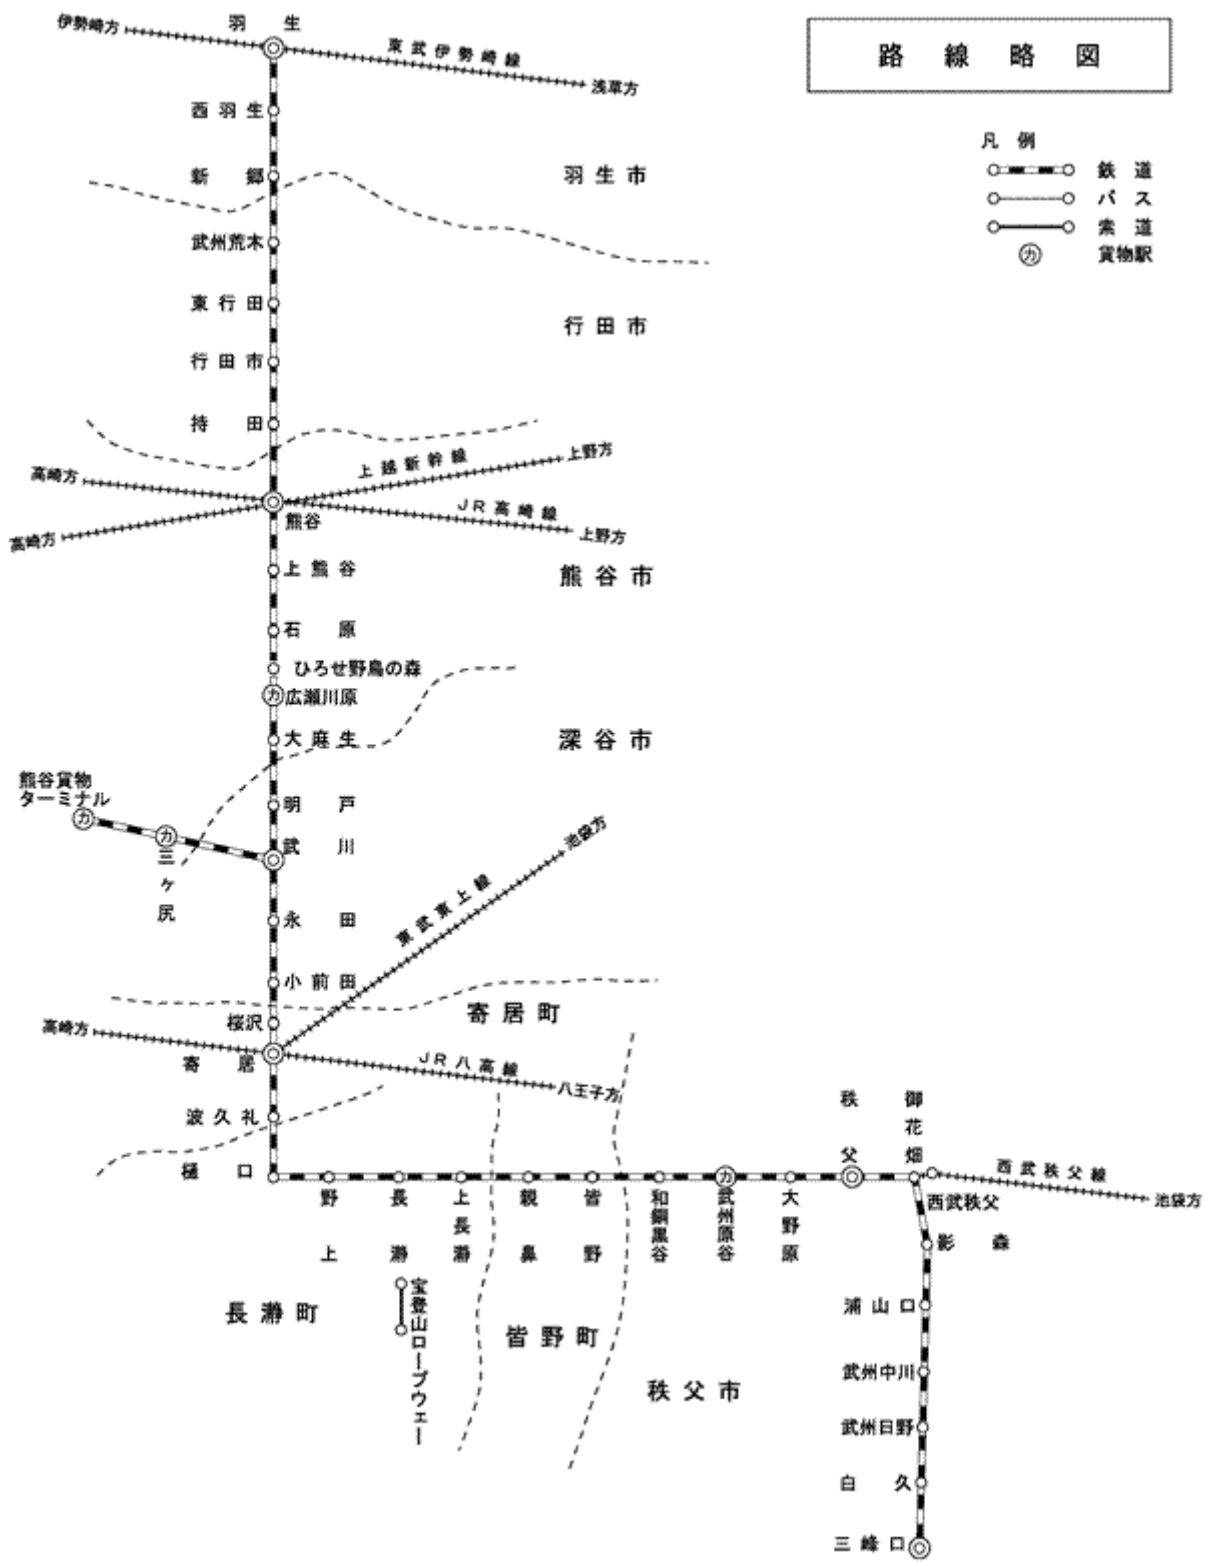 路線略図
凡例
鉄道
バス
索道
カ 貨物駅
伊勢崎方
羽生
東武伊勢崎線
浅草方
西羽生
新郷
羽生市
武州荒木
東行田
行田市
行田市
持田
高崎方
上越新幹線
上野方
高崎方
JR高崎線
上野方
熊谷
上熊谷
熊谷市
石原
ひろせ野鳥の森
カ 広瀬川原
大麻生
深谷市
熊谷貨物
ターミナル
カ
カ
三ヶ尻
明戸
武川
池袋方
東武東上線
永田
小前田
寄居町
桜沢
高崎方
寄居
JR八高線
八王子方
波久礼
樋口
野上
長瀞
上長瀞
親鼻
皆野
和銅黒谷
カ
武州原谷
大野原
秩父
御花畑
西武秩父線
池袋方
西武秩父
影森
浦山口
武州中川
武州日野
白久
三峰口
宝登山ロープウェー
長瀞町
皆野町
秩父市